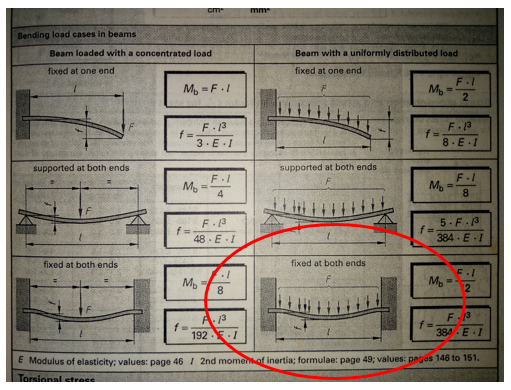 cm⁴ mm⁴
Bending load cases in beams
Beam loaded with a concentrated load
Beam with a uniformly distributed load
fixed at one end
l
F
f
M_b = F · l
f = F · l³ / 3 · E · I
fixed at one end
F
f
l
M_b = F · l / 2
f = F · l³ / 8 · E · I
supported at both ends
= =
f
F
l
M_b = F · l / 4
f = F · l³ / 48 · E · I
supported at both ends
F
l
M_b = F · l / 8
f = 5 · F · l³ / 384 · E · I
fixed at both ends
= =
f
F
l
M_b = F · l / 8
f = F · l³ / 192 · E · I
fixed at both ends
F
l
M_b = F · l / 12
f = F · l³ / 384 · E · I
E Modulus of elasticity; values: page 46 I 2nd moment of inertia; formulae: page 49; values: pages 146 to 151.
Torsional stress